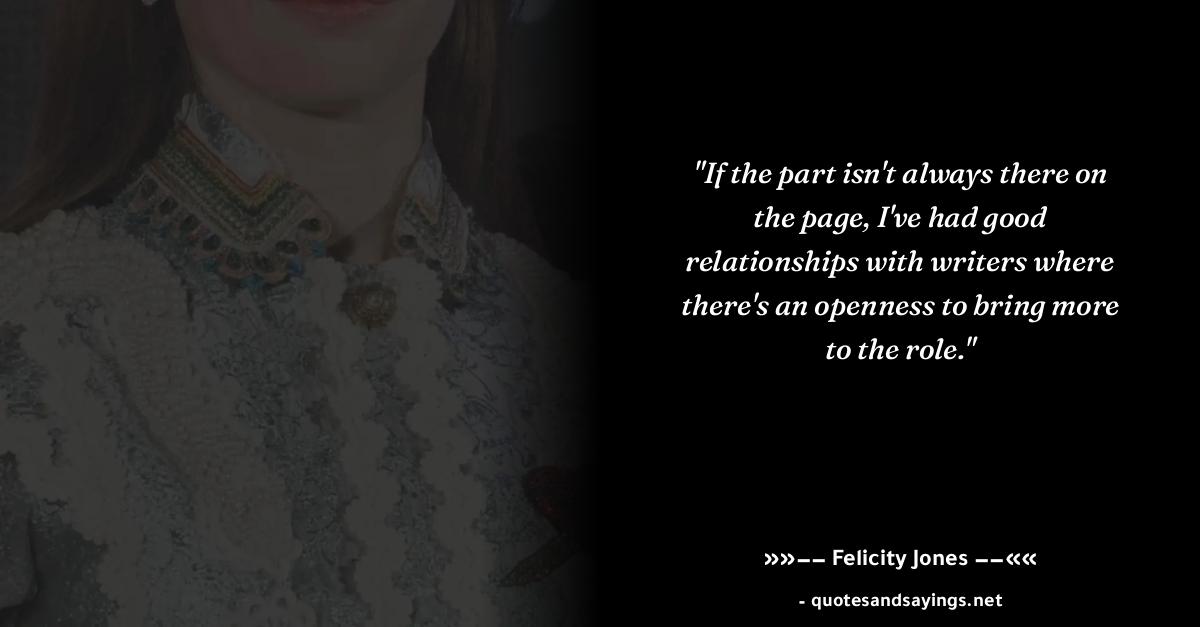 "If the part isn't always there on
the page, I've had good
relationships with writers where
there's an openness to bring more
to the role."
»»–– Felicity Jones ––««
- quotesandsayings.net